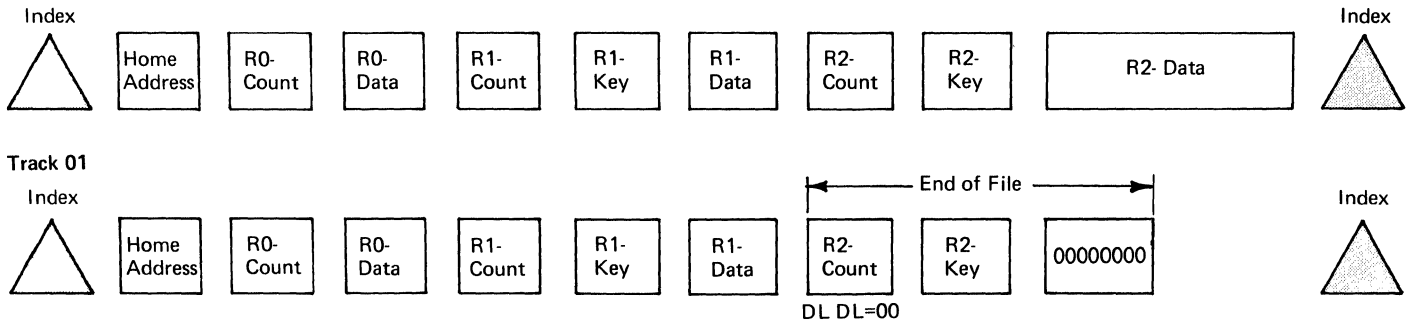 Index Index
Home Address R0-Count R0-Data R1-Count R1-Key R1-Data R2-Count R2-Key R2- Data
Track 01
Index End of File Index
Home Address R0-Count R0-Data R1-Count R1-Key R1-Data R2-Count R2-Key 00000000
DL DL=00